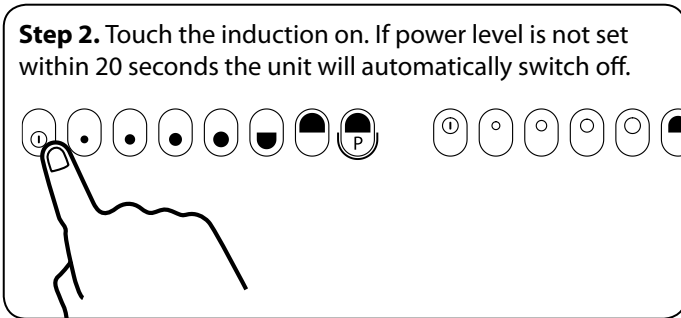 Step 2. Touch the induction on. If power level is not set
within 20 seconds the unit will automatically switch off.
P